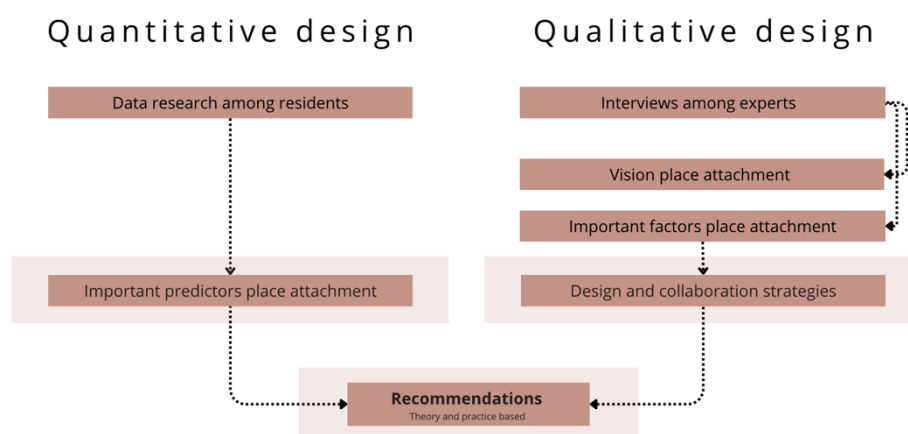 Quantitative design
Data research among residents
Important predictors place attachment
Qualitative design
Interviews among experts
Vision place attachment
Important factors place attachment
Design and collaboration strategies
Recommendations
Theory and practice based